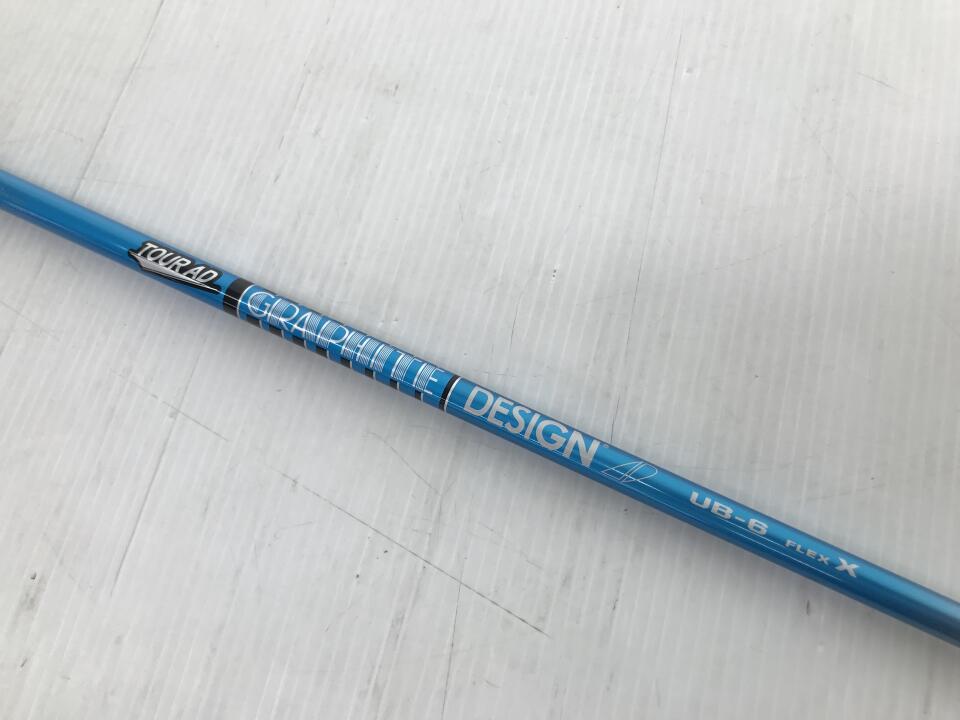 TOUR AD
GRAPHITE DESIGN
UB-6 FLEX X